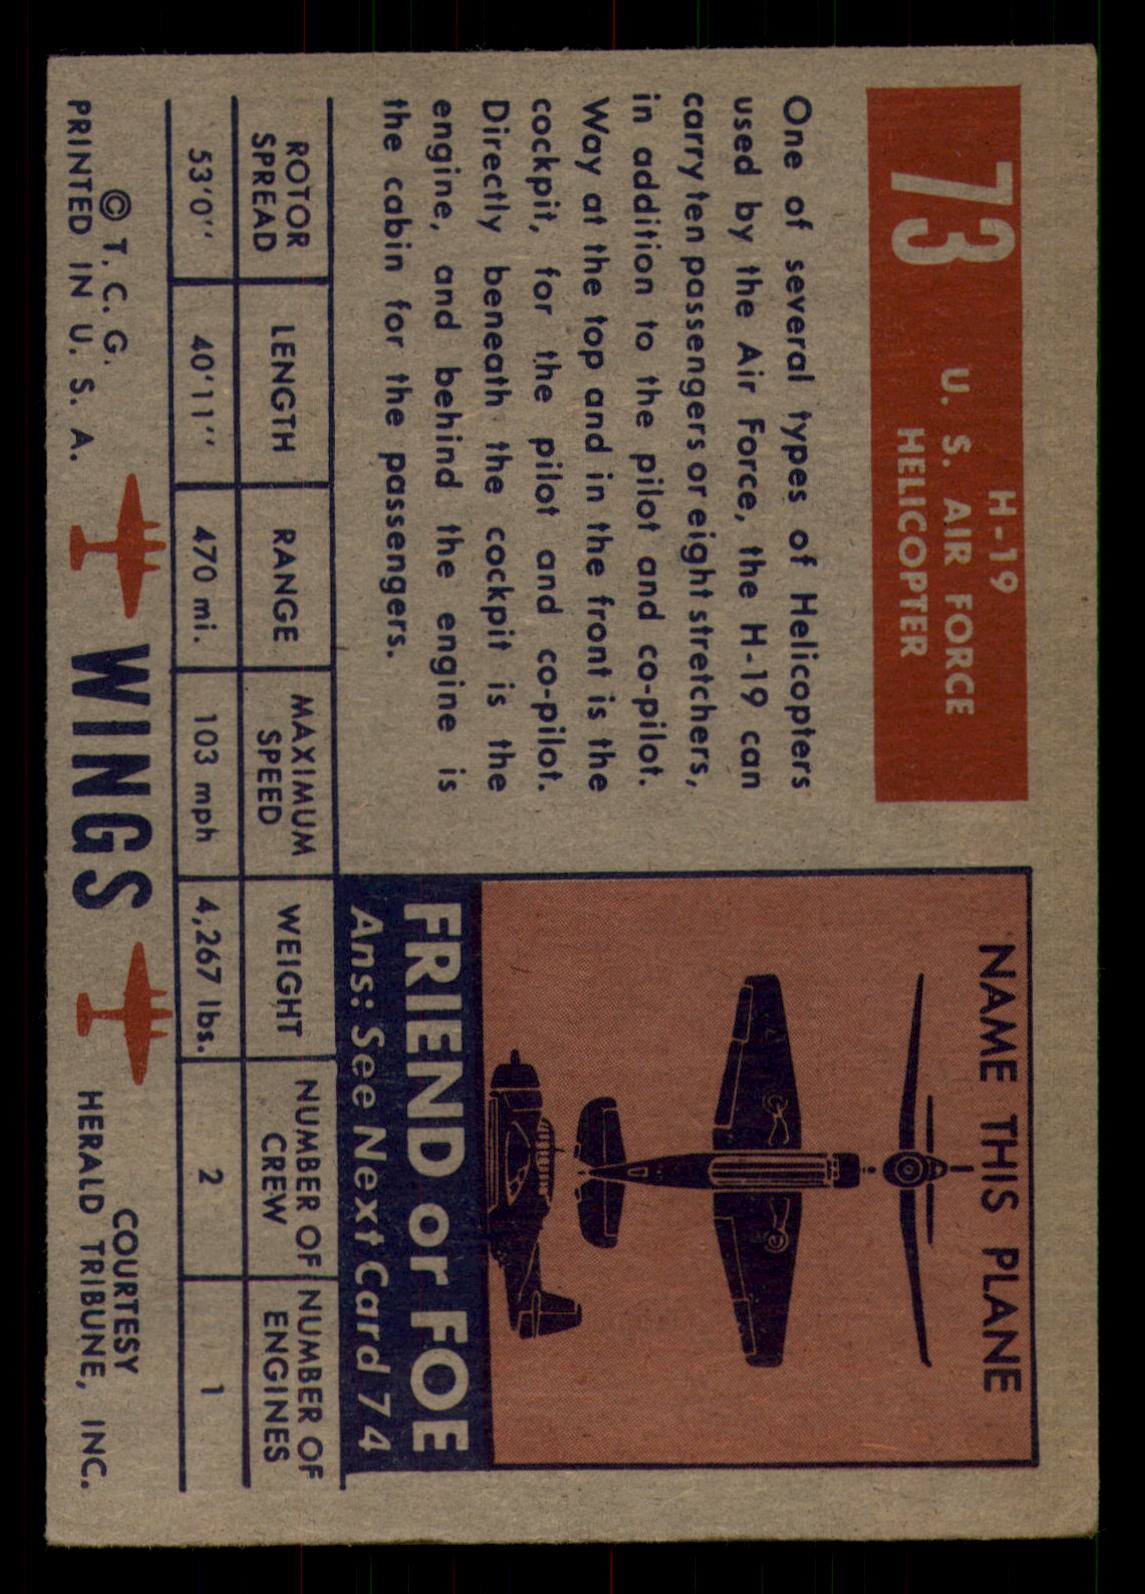 73
H-19
U. S. AIR FORCE
HELICOPTER
One of several types of Helicopters
used by the Air Force, the H-19 can
carry ten passengers or eight stretchers,
in addition to the pilot and co-pilot.
Way at the top and in the front is the
cockpit, for the pilot and co-pilot.
Directly beneath the cockpit is the
engine, and behind the engine is
the cabin for the passengers.
NAME THIS PLANE
FRIEND or FOE
Ans: See Next Card 74
ROTOR SPREAD LENGTH RANGE MAXIMUM SPEED WEIGHT NUMBER OF CREW NUMBER OF ENGINES
53'0'' 40'11'' 470 mi. 103 mph 4,267 lbs. 2 1
© T. C. G.
PRINTED IN U. S. A.
WINGS
COURTESY
HERALD TRIBUNE, INC.